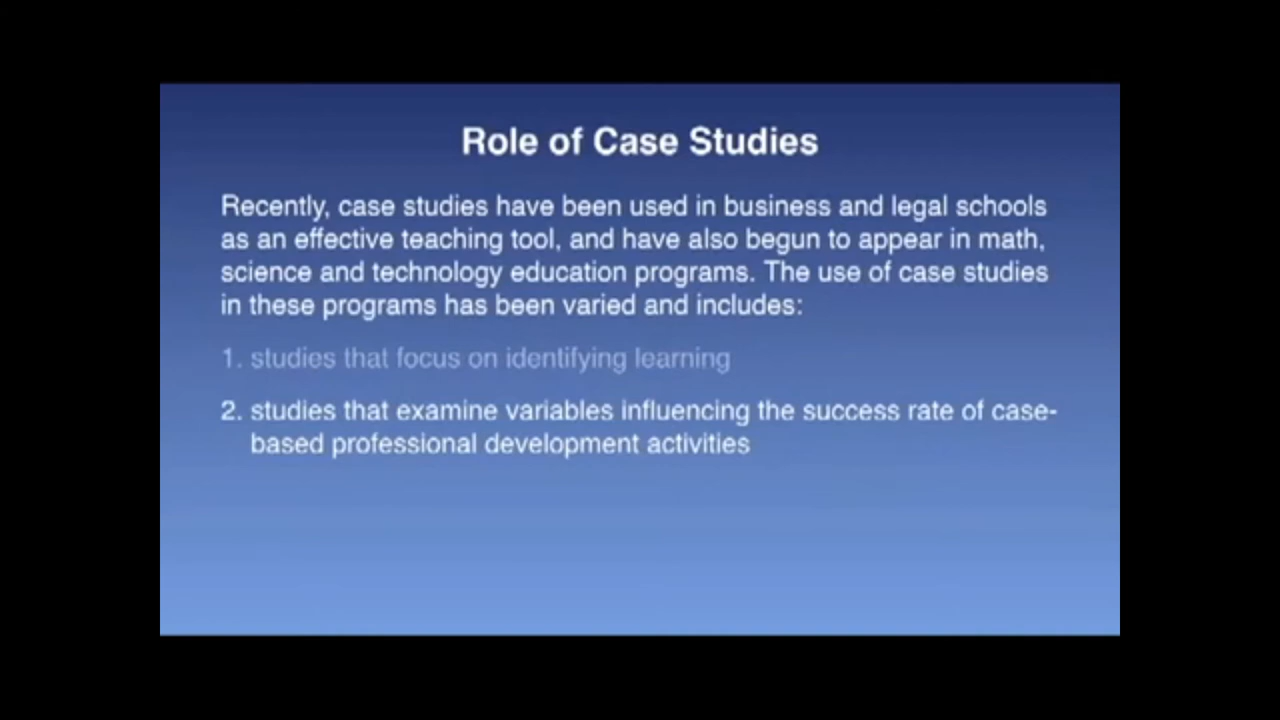 Role of Case Studies
Recently, case studies have been used in business and legal schools
as an effective teaching tool, and have also begun to appear in math,
science and technology education programs. The use of case studies
in these programs has been varied and includes:
1. studies that focus on identifying learning
2. studies that examine variables influencing the success rate of case-
based professional development activities